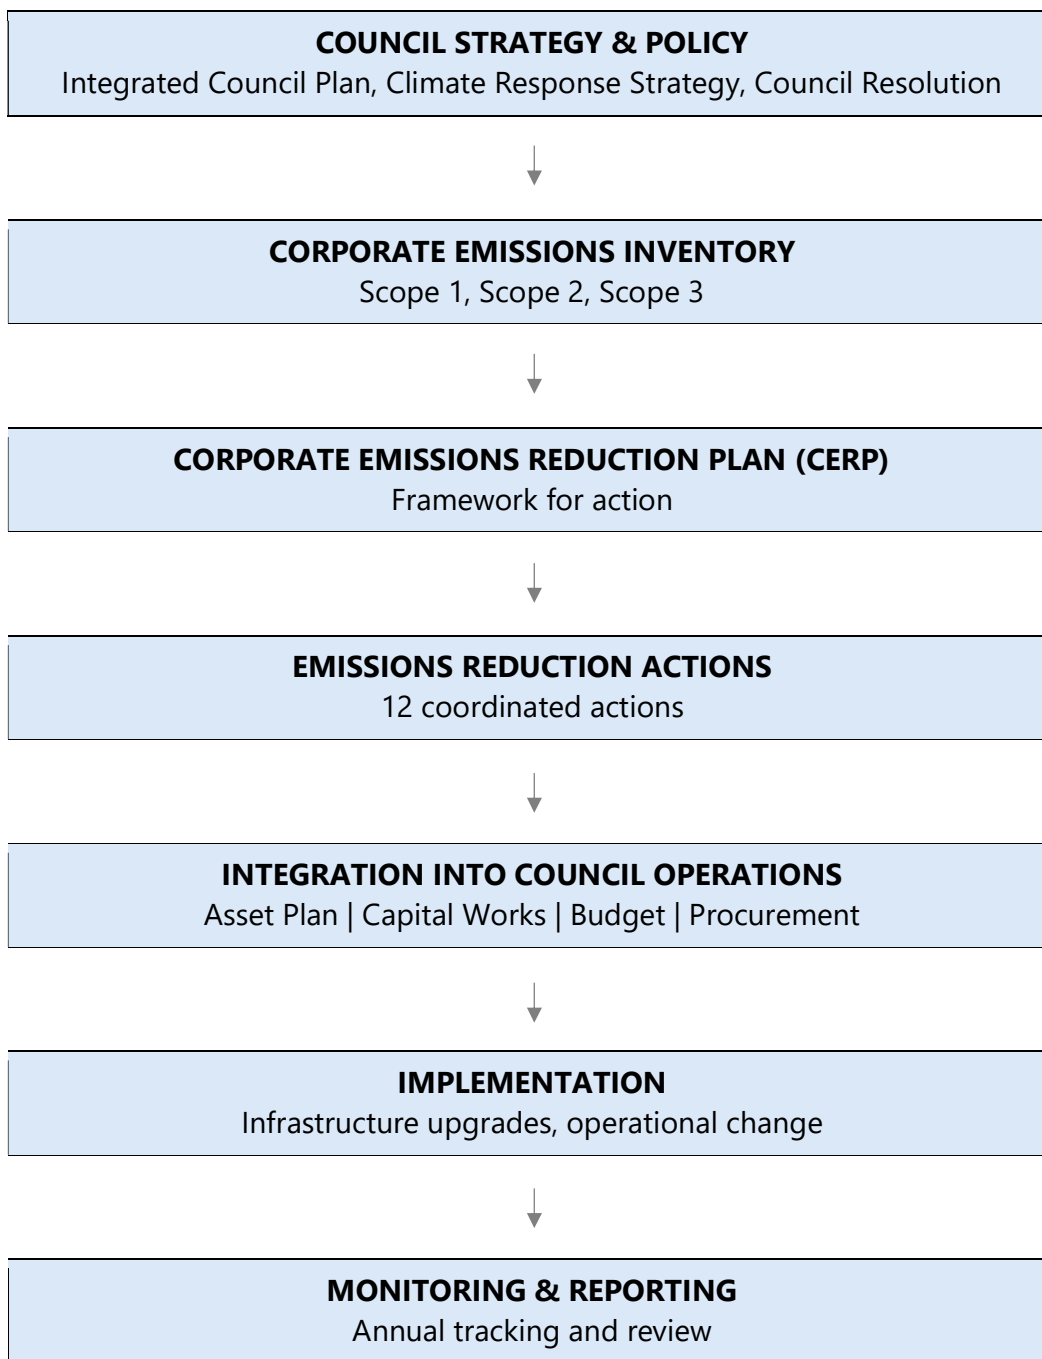 COUNCIL STRATEGY & POLICY
Integrated Council Plan, Climate Response Strategy, Council Resolution
CORPORATE EMISSIONS INVENTORY
Scope 1, Scope 2, Scope 3
CORPORATE EMISSIONS REDUCTION PLAN (CERP)
Framework for action
EMISSIONS REDUCTION ACTIONS
12 coordinated actions
INTEGRATION INTO COUNCIL OPERATIONS
Asset Plan | Capital Works | Budget | Procurement
IMPLEMENTATION
Infrastructure upgrades, operational change
MONITORING & REPORTING
Annual tracking and review